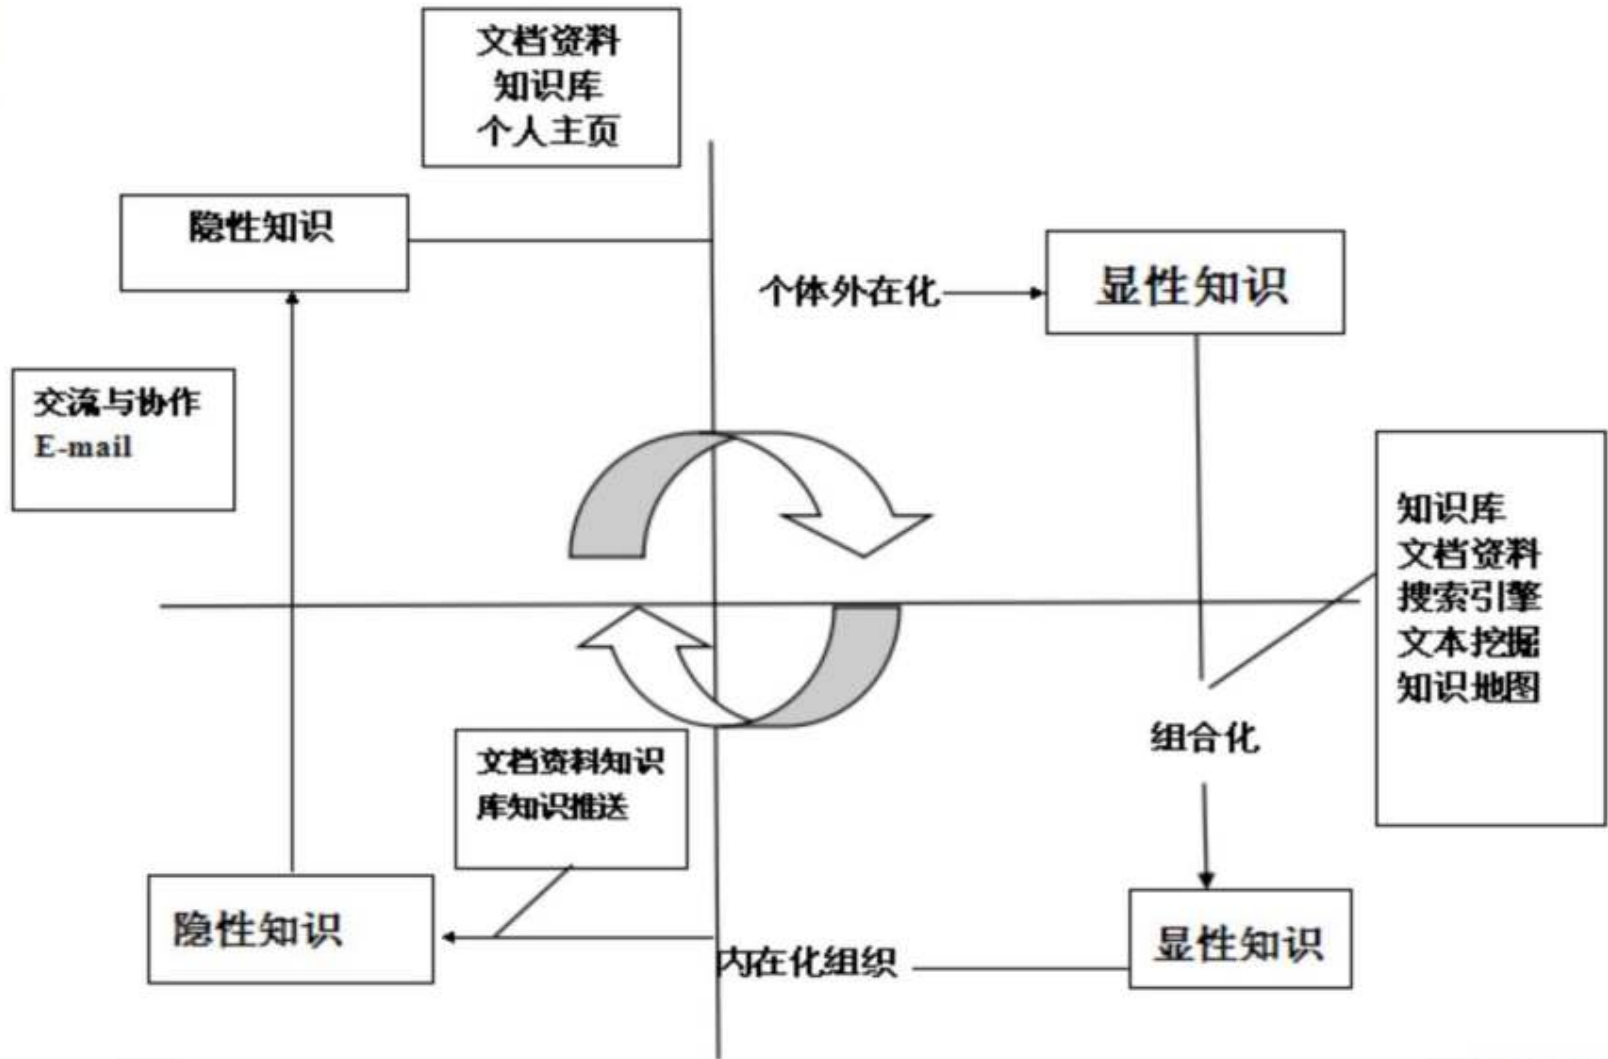 文档资料
知识库
个人主页
隐性知识
个体外在化
显性知识
交流与协作
E-mail
知识库
文档资料
搜索引擎
文本挖掘
知识地图
组合化
文档资料知识
库知识推送
隐性知识
内在化组织
显性知识